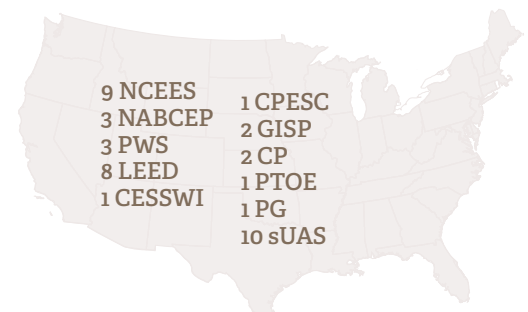 9 NCEES
3 NABCEP
3 PWS
8 LEED
1 CESSWI
1 CPESC
2 GISP
2 CP
1 PTOE
1 PG
10 sUAS